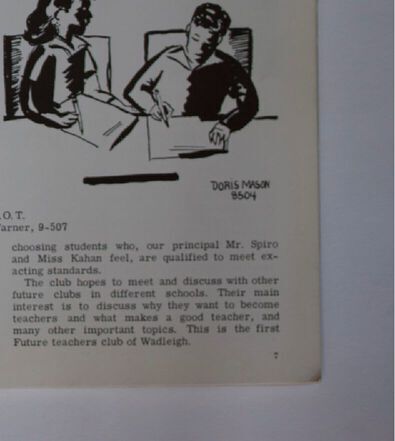 DORIS MASON
8504
.O.T.
arner, 9-507
choosing students who, our principal Mr. Spiro
and Miss Kahan feel, are qualified to meet ex-
acting standards.
The club hopes to meet and discuss with other
future clubs in different schools. Their main
interest is to discuss why they want to become
teachers and what makes a good teacher, and
many other important topics. This is the first
Future teachers club of Wadleigh.
7